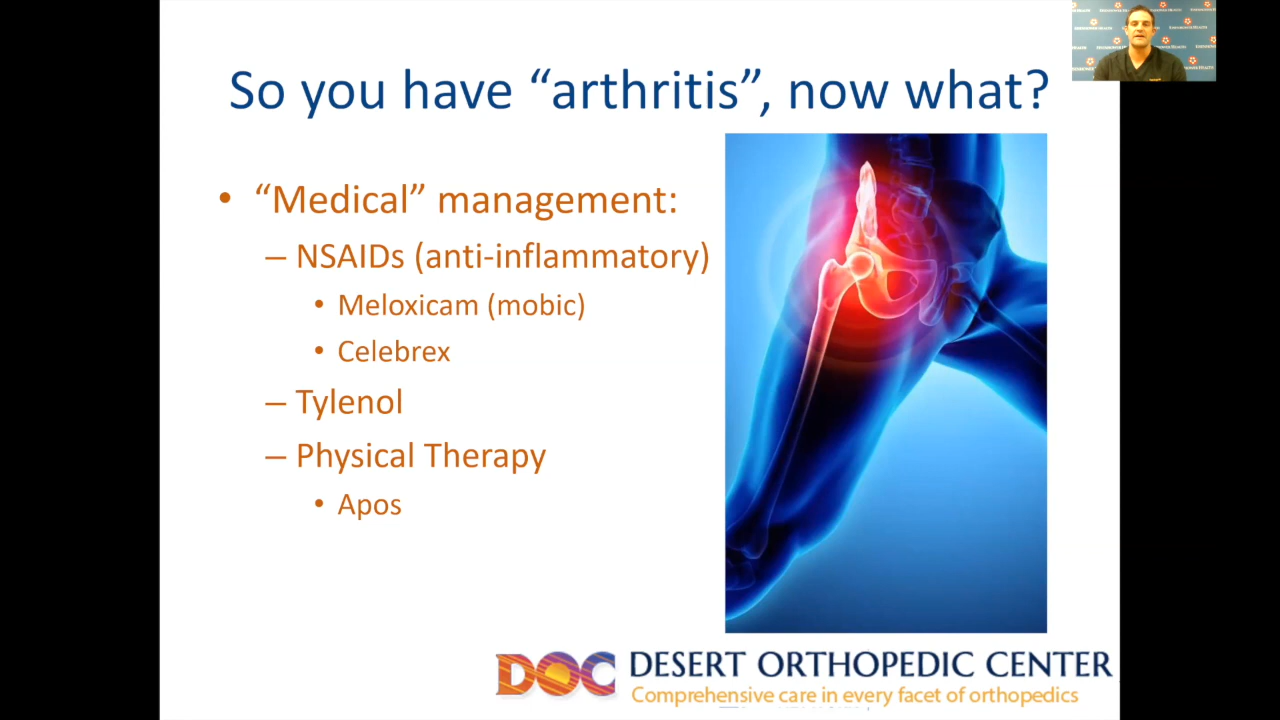 So you have “arthritis”, now what?
• “Medical” management:
– NSAIDs (anti-inflammatory)
• Meloxicam (mobic)
• Celebrex
– Tylenol
– Physical Therapy
• Apos
DOC DESERT ORTHOPEDIC CENTER
Comprehensive care in every facet of orthopedics